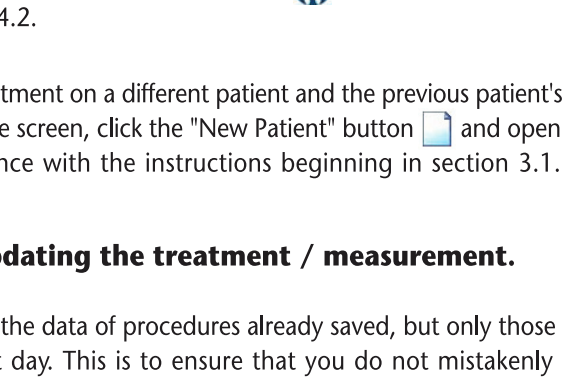 4.2.
tment on a different patient and the previous patient's
e screen, click the "New Patient" button and open
nce with the instructions beginning in section 3.1.
dating the treatment / measurement.
the data of procedures already saved, but only those
day. This is to ensure that you do not mistakenly